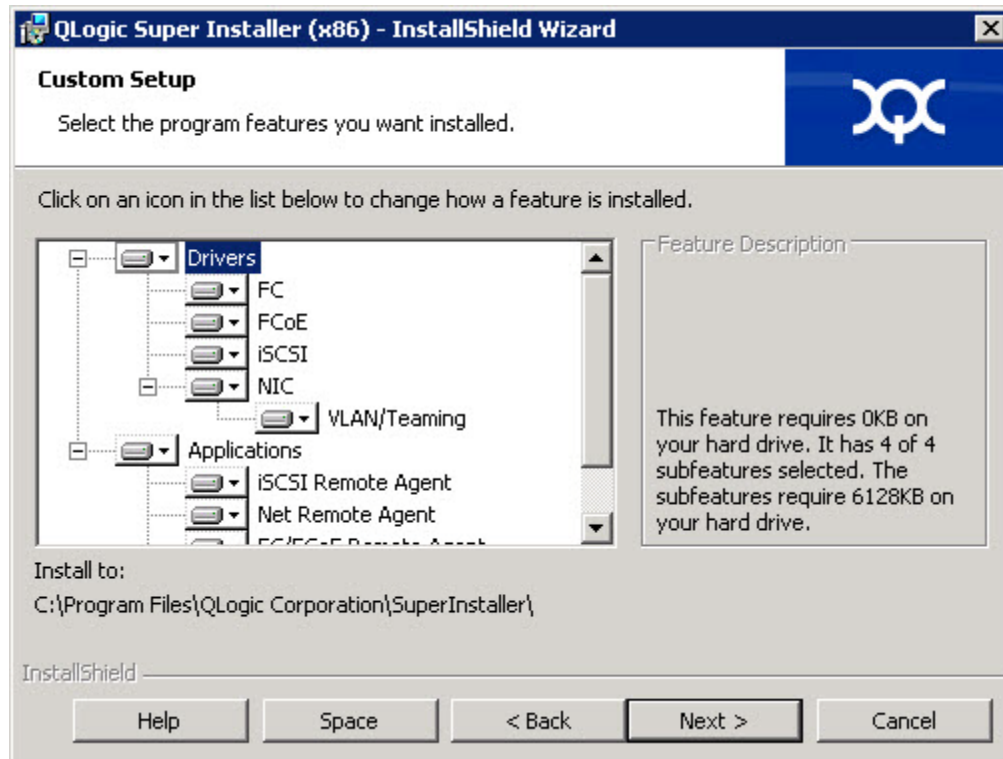 QLogic Super Installer (x86) - InstallShield Wizard
Custom Setup
Select the program features you want installed.
Click on an icon in the list below to change how a feature is installed.
Drivers
FC
FCoE
iSCSI
NIC
VLAN/Teaming
Applications
iSCSI Remote Agent
Net Remote Agent
FC/FCoE Remote Agent
Feature Description
This feature requires 0KB on
your hard drive. It has 4 of 4
subfeatures selected. The
subfeatures require 6128KB on
your hard drive.
Install to:
C:\Program Files\QLogic Corporation\SuperInstaller\
InstallShield
Help
Space
< Back
Next >
Cancel